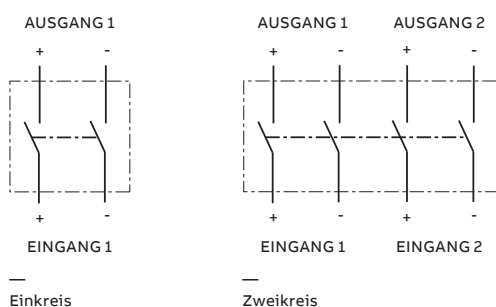 AUSGANG 1
+ -
+ -
EINGANG 1
—
Einkreis
AUSGANG 1 AUSGANG 2
+ - + -
+ - + -
EINGANG 1 EINGANG 2
—
Zweikreis